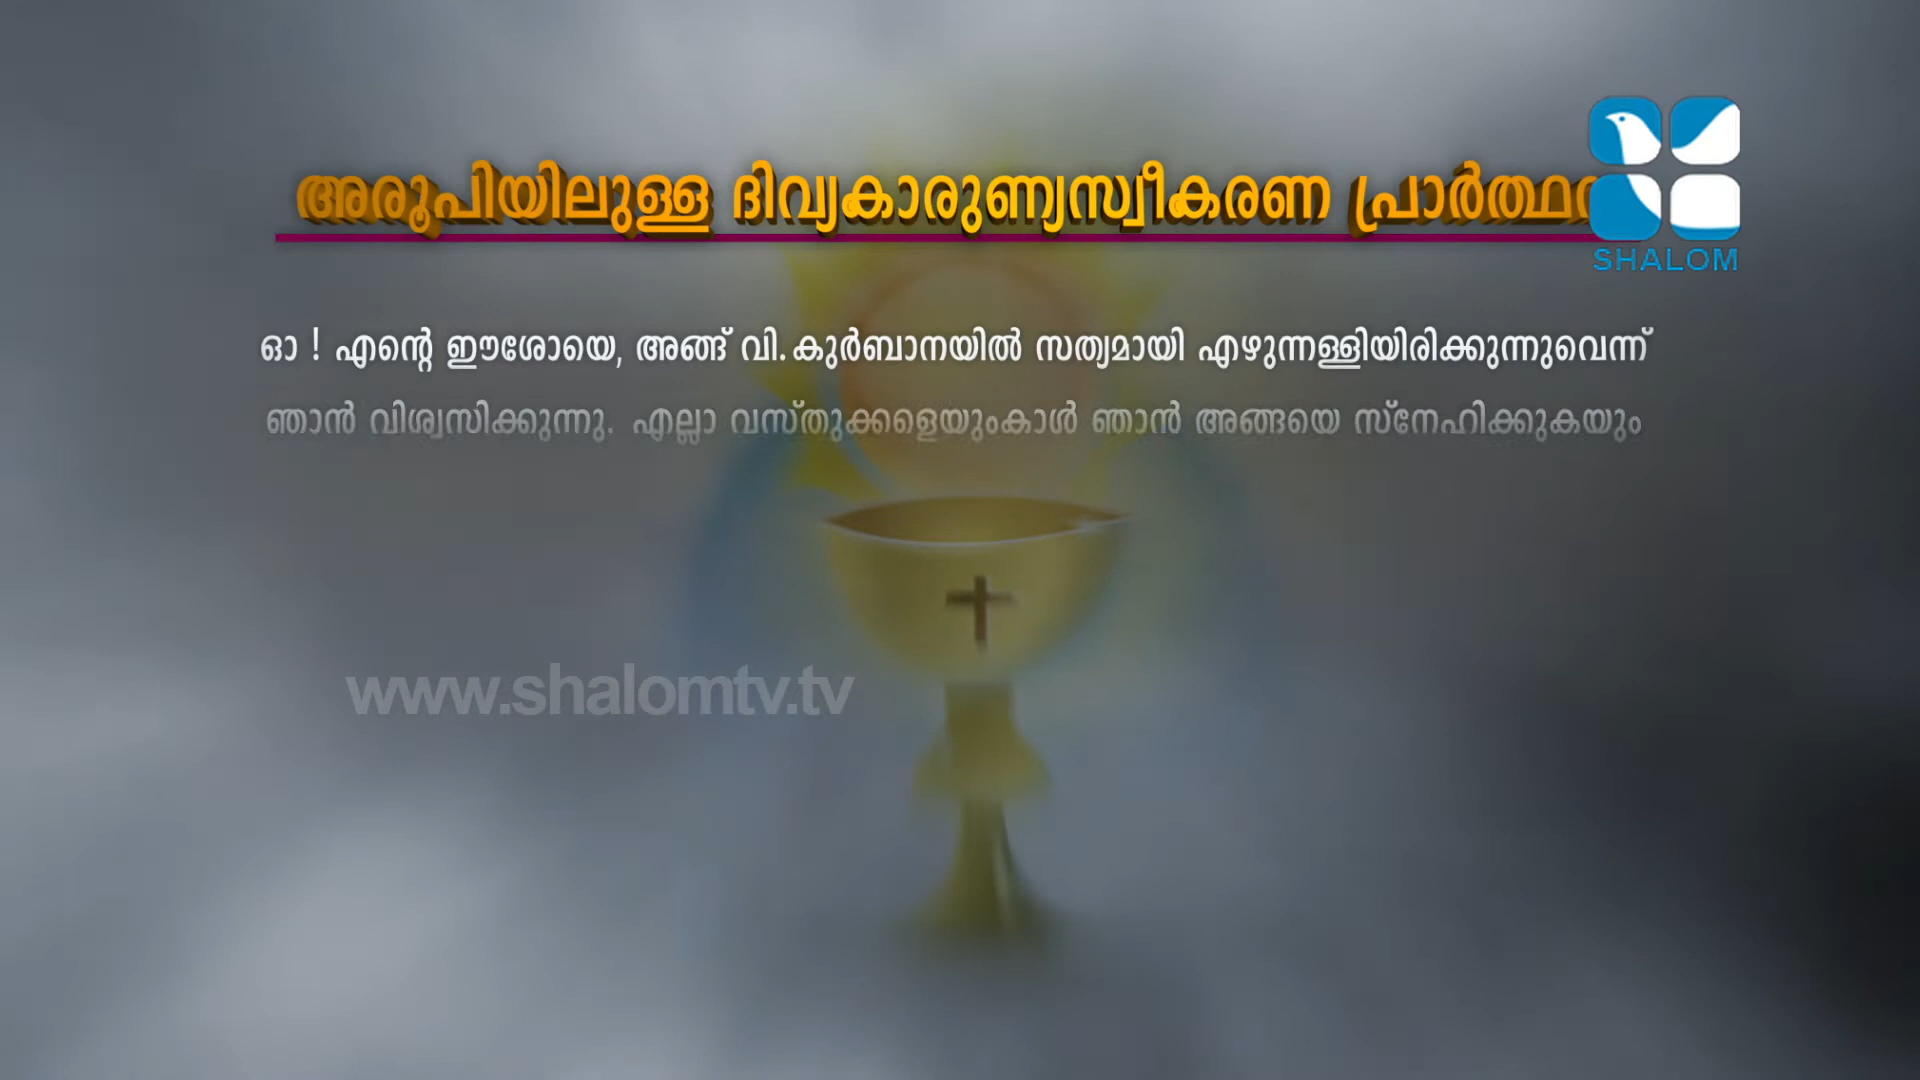 അരൂപിയിലുള്ള ദിവ്യകാരുണ്യസ്വീകരണ
SHALOM
ഓ ! എന്റെ ഈശോയെ, അങ്ങ് വി. കുർബാനയിൽ സത്യമായി എഴുന്നള്ളിയിരിക്കുന്നുവെന്ന്
ഞാൻ വിശ്വസിക്കുന്നു. എല്ലാ വസ്തുക്കളെയുംകാൾ ഞാൻ അങ്ങയെ സ്നേഹിക്കുകയും
www.shalomtv.tv